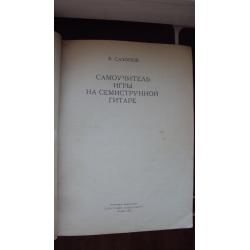 В. САЗОНОВ
САМОУЧИТЕЛЬ
ИГРЫ
НА СЕМИСТРУННОЙ
ГИТАРЕ